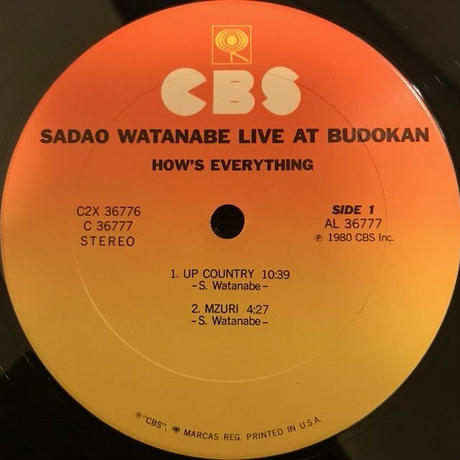 CBS
SADAO WATANABE LIVE AT BUDOKAN
HOW'S EVERYTHING
C2X 36776
C 36777
STEREO
SIDE 1
AL 36777
℗ 1980 CBS Inc.
1. UP COUNTRY 10:39
-S. Watanabe-
2. MZURI 4:27
-S. Watanabe-
®"CBS", MARCAS REG. PRINTED IN U.S.A.